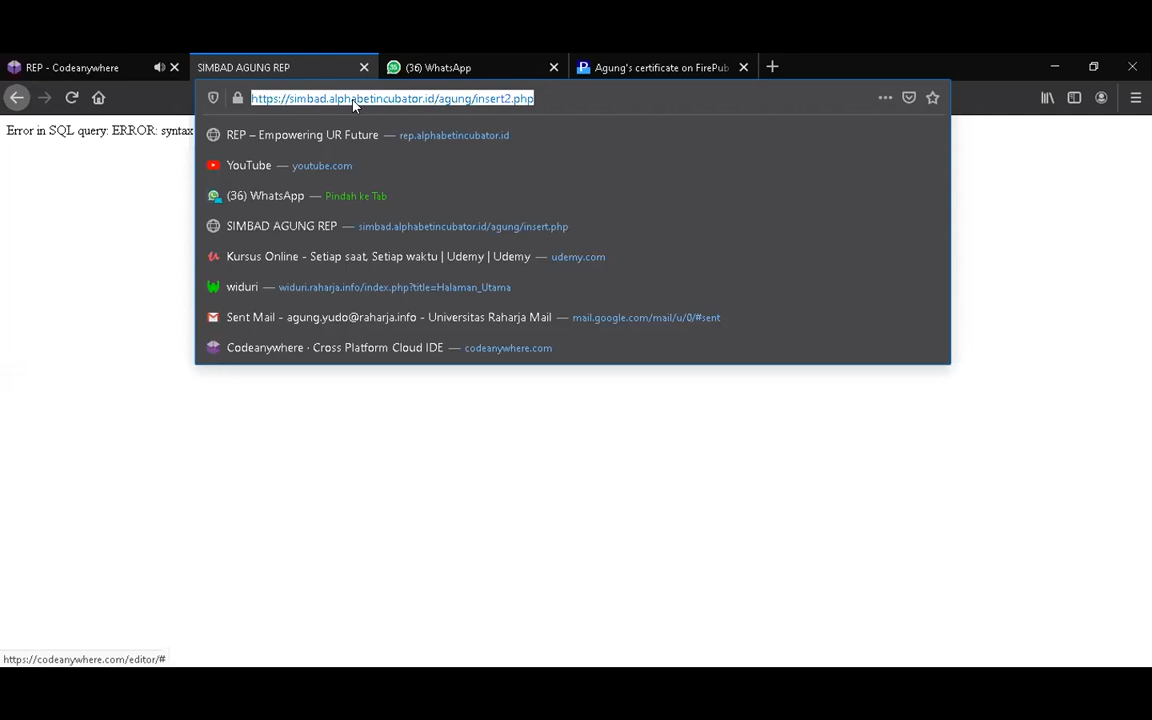 REP - Codeanywhere
SIMBAD AGUNG REP
(36) WhatsApp
Agung's certificate on FirePub
https://simbad.alphabetincubator.id/agung/insert2.php
Error in SQL query: ERROR: syntax
REP – Empowering UR Future — rep.alphabetincubator.id
YouTube — youtube.com
(36) WhatsApp — Pindah ke Tab
SIMBAD AGUNG REP — simbad.alphabetincubator.id/agung/insert.php
Kursus Online - Setiap saat, Setiap waktu | Udemy | Udemy — udemy.com
widuri — widuri.raharja.info/index.php?title=Halaman_Utama
Sent Mail - agung.yudo@raharja.info - Universitas Raharja Mail — mail.google.com/mail/u/0/#sent
Codeanywhere · Cross Platform Cloud IDE — codeanywhere.com
https://codeanywhere.com/editor/#